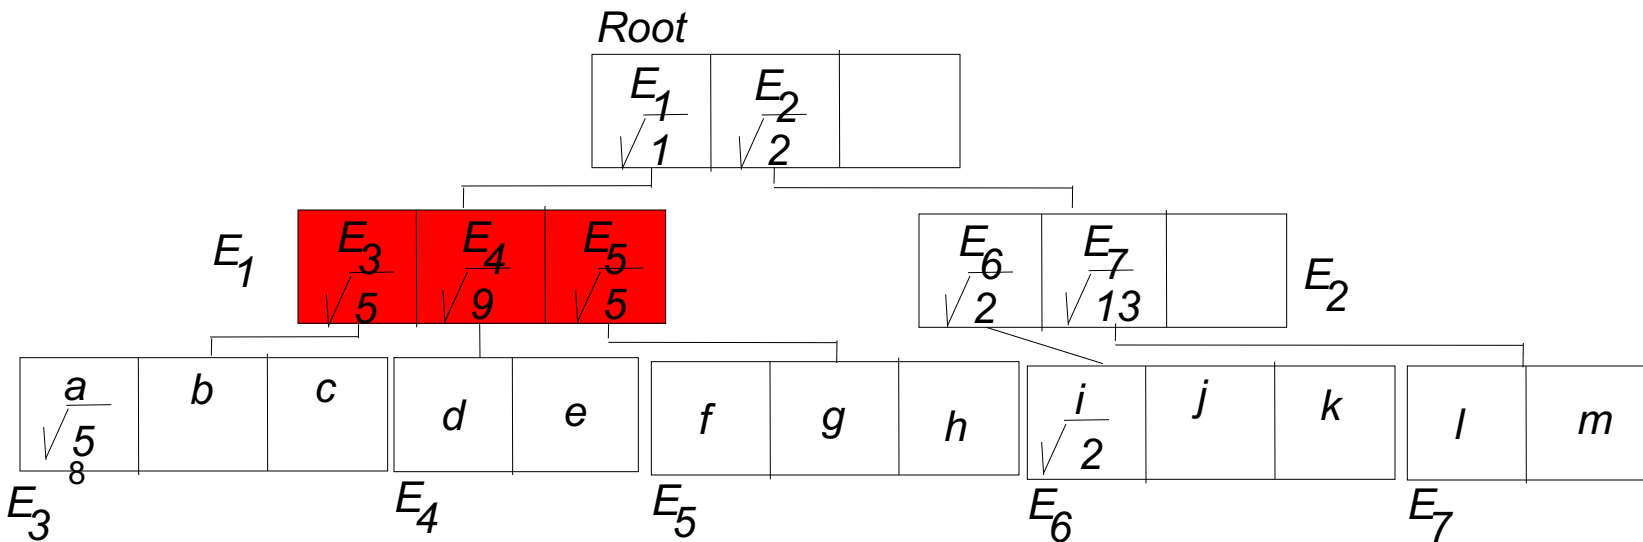 Root
E1 E2
√1 √2
E1 E3 E4 E5 E6 E7 E2
√5 √9 √5 √2 √13
a b c d e f g h i j k l m
√5 √2
8
E3 E4 E5 E6 E7